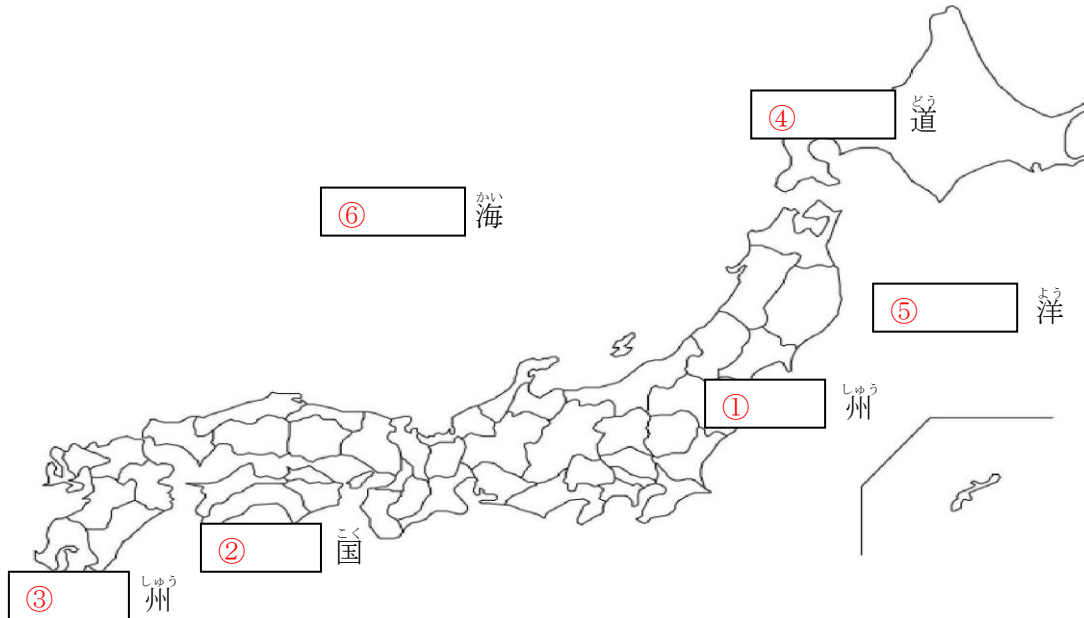 ④
どう
道
⑥
かい
海
⑤
よう
洋
①
しゅう
州
②
こく
国
③
しゅう
州